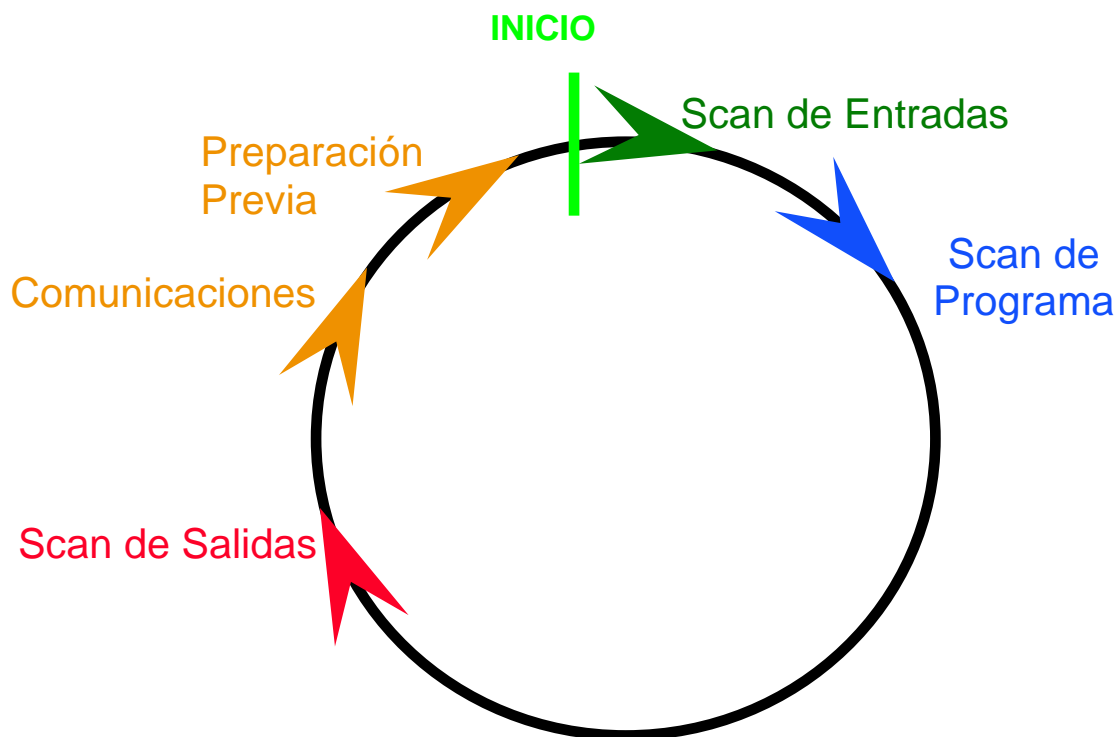 INICIO
Scan de Entradas
Preparación
Previa
Scan de
Programa
Comunicaciones
Scan de Salidas